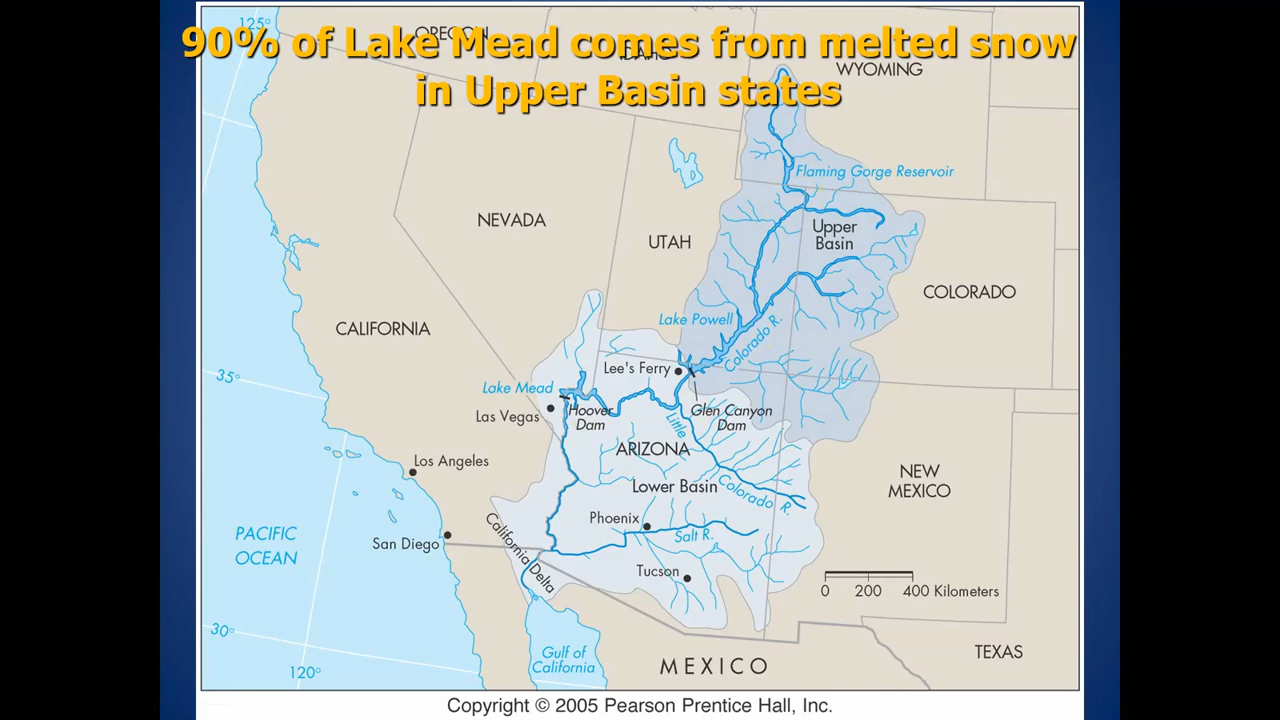 90% of Lake Mead comes from melted snow
in Upper Basin states
125°
OREGON
IDAHO
WYOMING
Flaming Gorge Reservoir
NEVADA
UTAH
Upper
Basin
COLORADO
CALIFORNIA
Lake Powell
Colorado R.
35°
Lee's Ferry
Lake Mead
Las Vegas
Hoover
Dam
Glen Canyon
Dam
Little
Colorado R.
ARIZONA
Los Angeles
Lower Basin
NEW
MEXICO
Phoenix
Salt R.
PACIFIC
OCEAN
San Diego
California Delta
Tucson
0 200 400 Kilometers
30°
120°
Gulf of
California
MEXICO
TEXAS
Copyright © 2005 Pearson Prentice Hall, Inc.